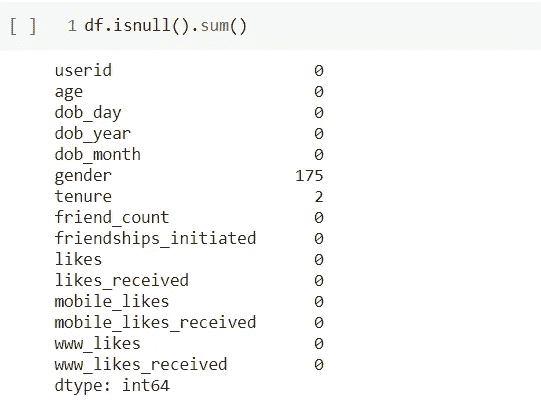 [ ] 1 df.isnull().sum()
userid 0
age 0
dob_day 0
dob_year 0
dob_month 0
gender 175
tenure 2
friend_count 0
friendships_initiated 0
likes 0
likes_received 0
mobile_likes 0
mobile_likes_received 0
www_likes 0
www_likes_received 0
dtype: int64